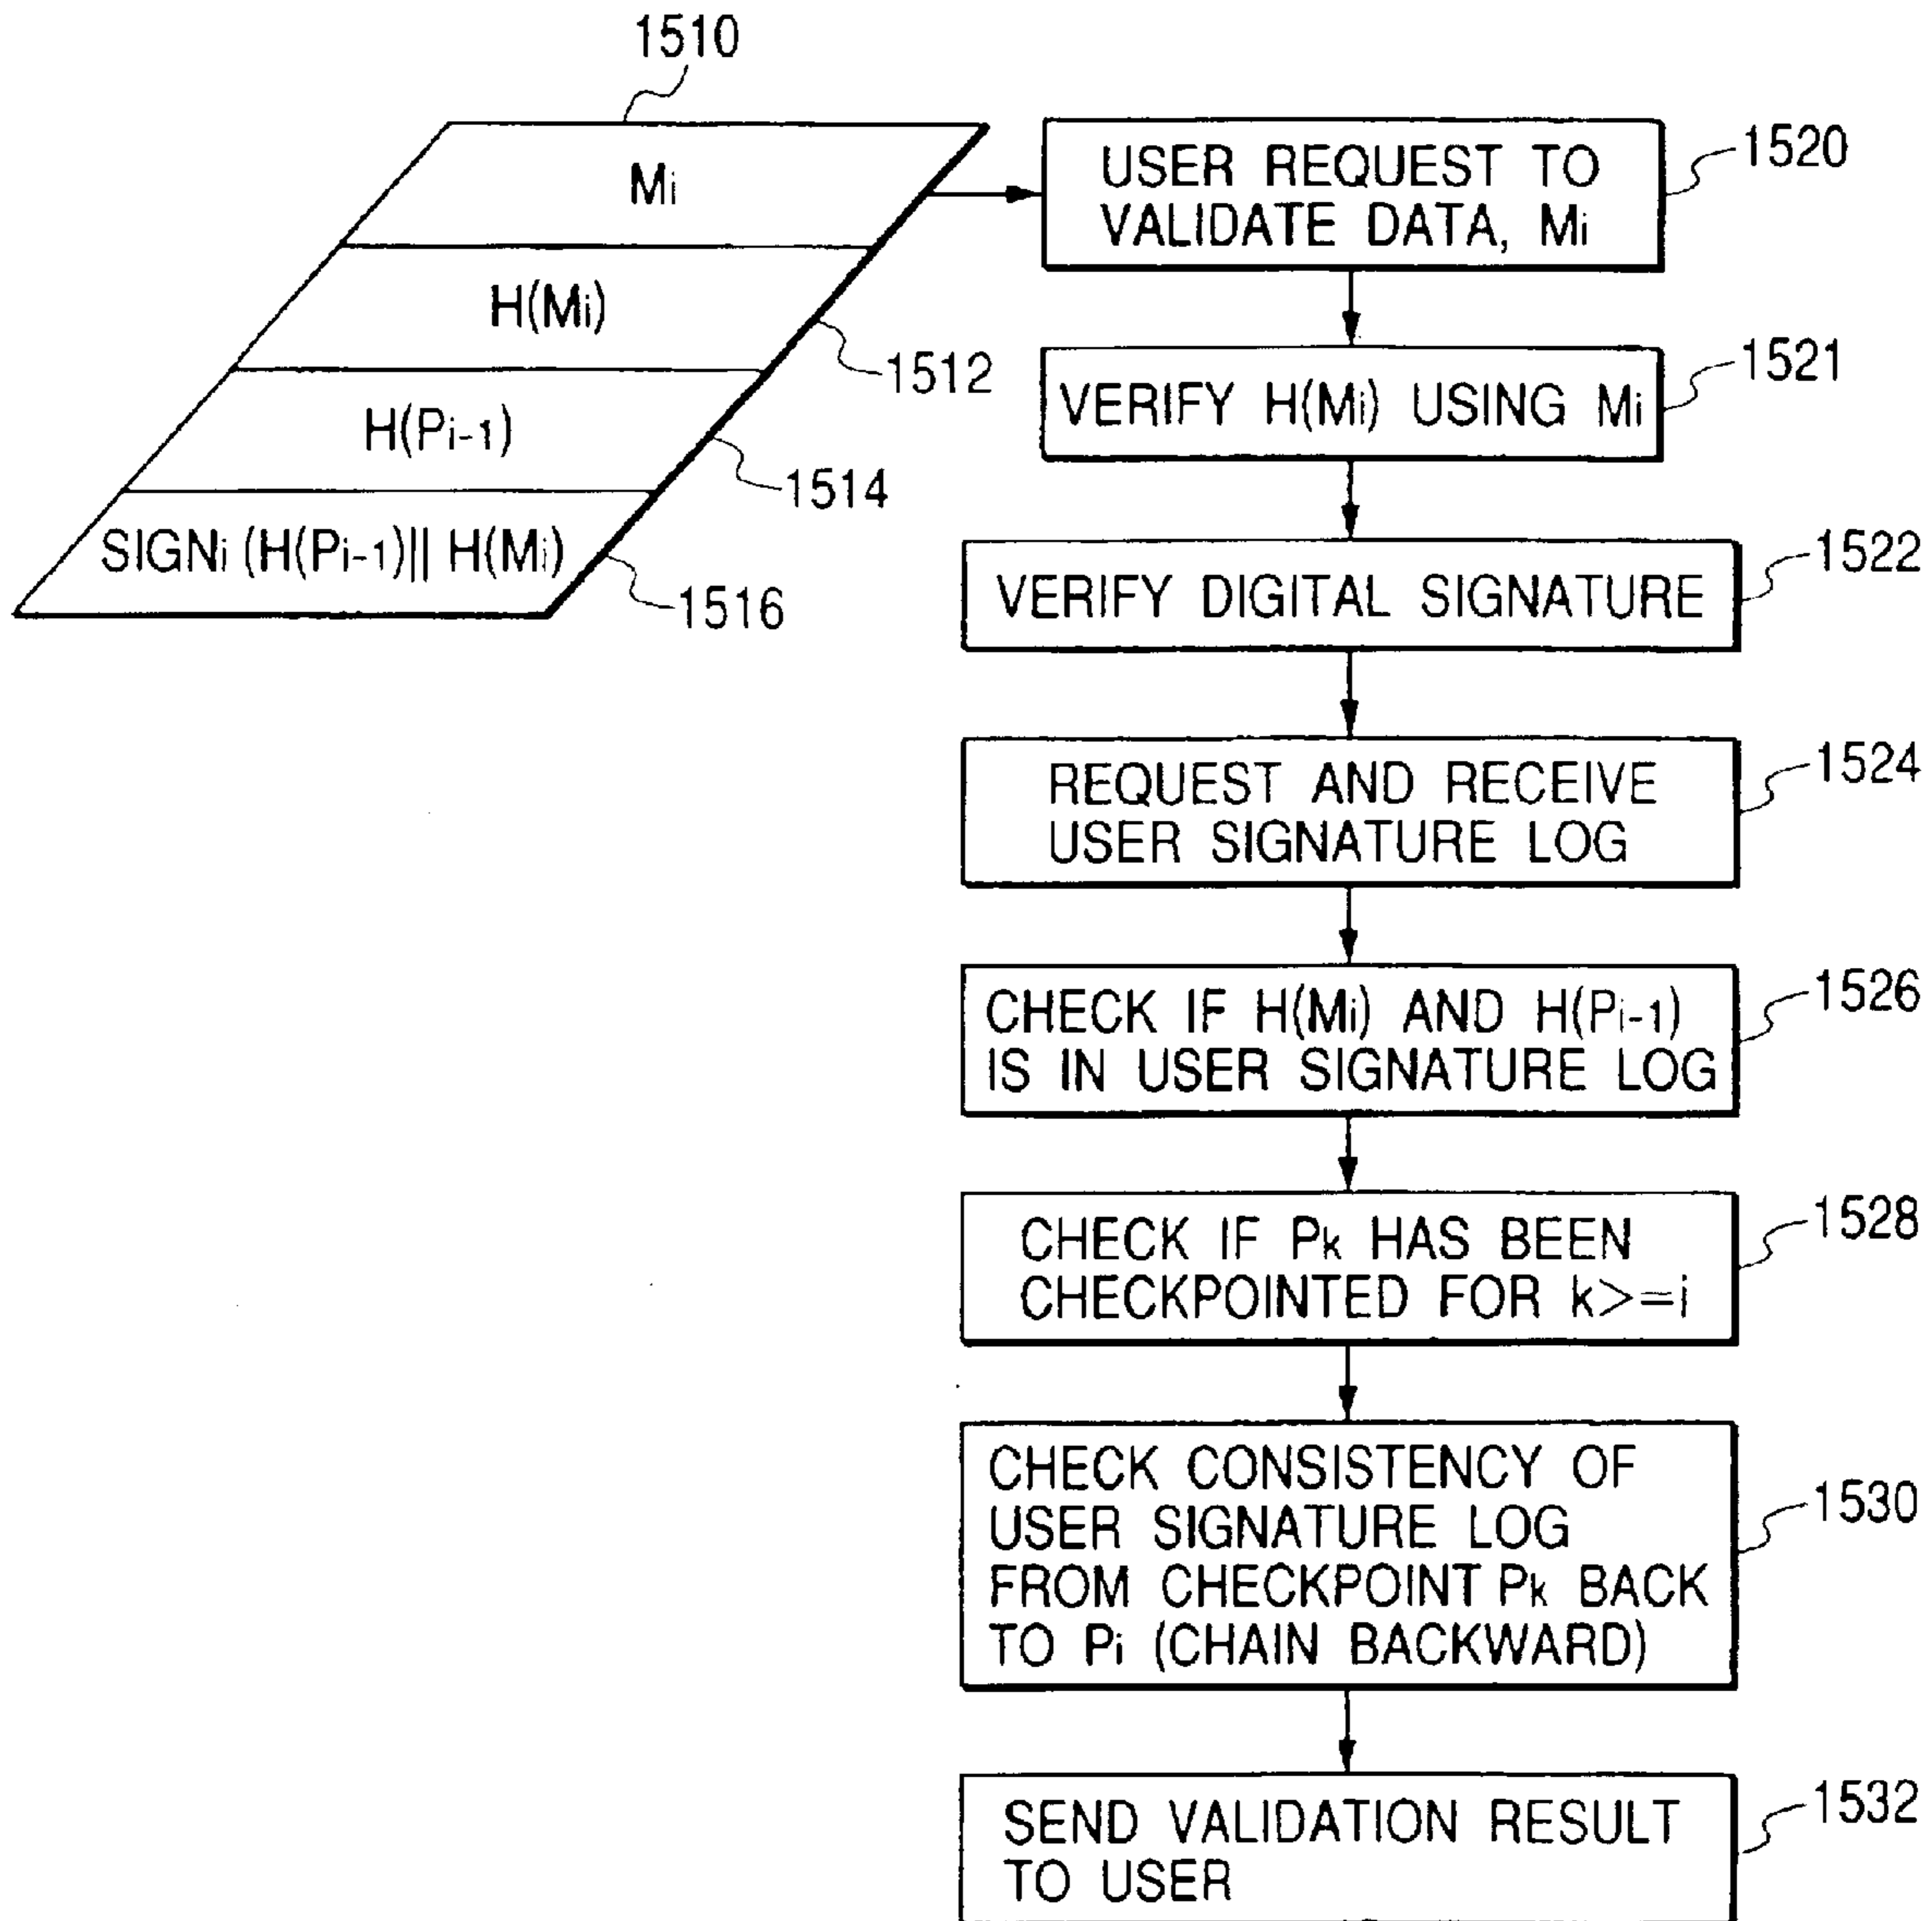 1510
Mi
H(Mi)
1512
H(Pi-1)
1514
SIGNi (H(Pi-1)|| H(Mi)
1516
USER REQUEST TO
VALIDATE DATA, Mi
1520
VERIFY H(Mi) USING Mi
1521
VERIFY DIGITAL SIGNATURE
1522
REQUEST AND RECEIVE
USER SIGNATURE LOG
1524
CHECK IF H(Mi) AND H(Pi-1)
IS IN USER SIGNATURE LOG
1526
CHECK IF Pk HAS BEEN
CHECKPOINTED FOR k>=i
1528
CHECK CONSISTENCY OF
USER SIGNATURE LOG
FROM CHECKPOINT Pk BACK
TO Pi (CHAIN BACKWARD)
1530
SEND VALIDATION RESULT
TO USER
1532